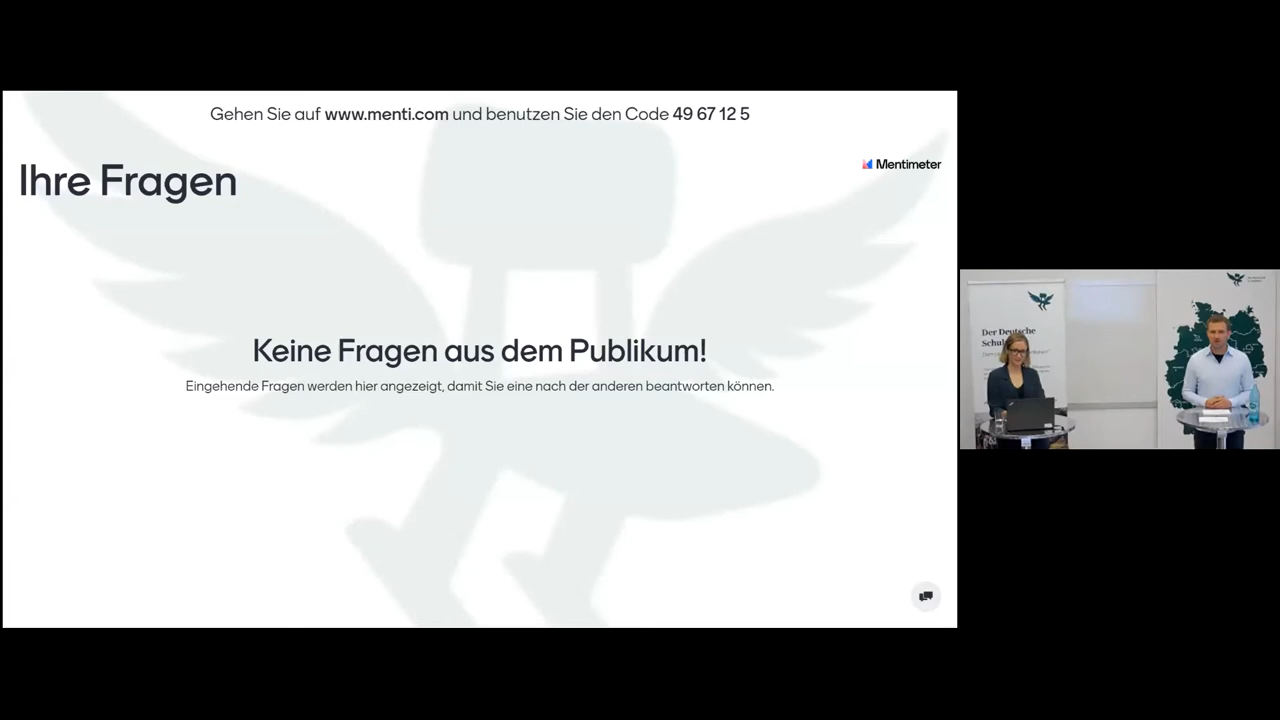 Gehen Sie auf www.menti.com und benutzen Sie den Code 49 67 12 5
Ihre Fragen
Mentimeter
Keine Fragen aus dem Publikum!
Eingehende Fragen werden hier angezeigt, damit Sie eine nach der anderen beantworten können.
Der Deutsche